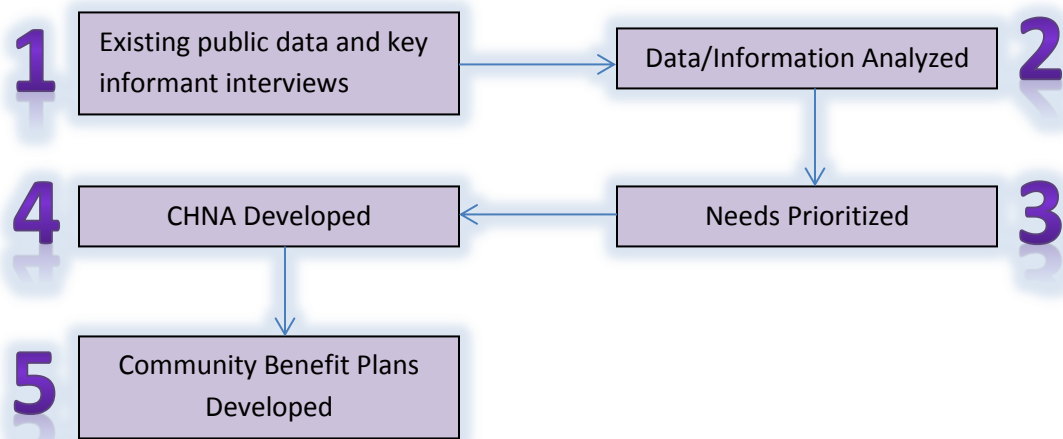 1
Existing public data and key
informant interviews
Data/Information Analyzed
2
Needs Prioritized
3
4
CHNA Developed
5
Community Benefit Plans
Developed